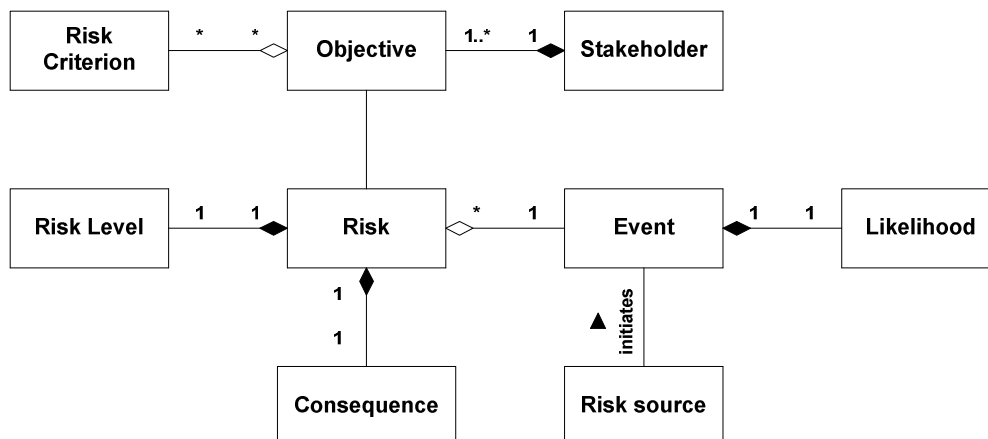 Risk
Criterion
* *
Objective
1..* 1
Stakeholder
Risk Level
1 1
Risk
* 1
Event
1 1
Likelihood
1
1
initiates
Consequence
Risk source